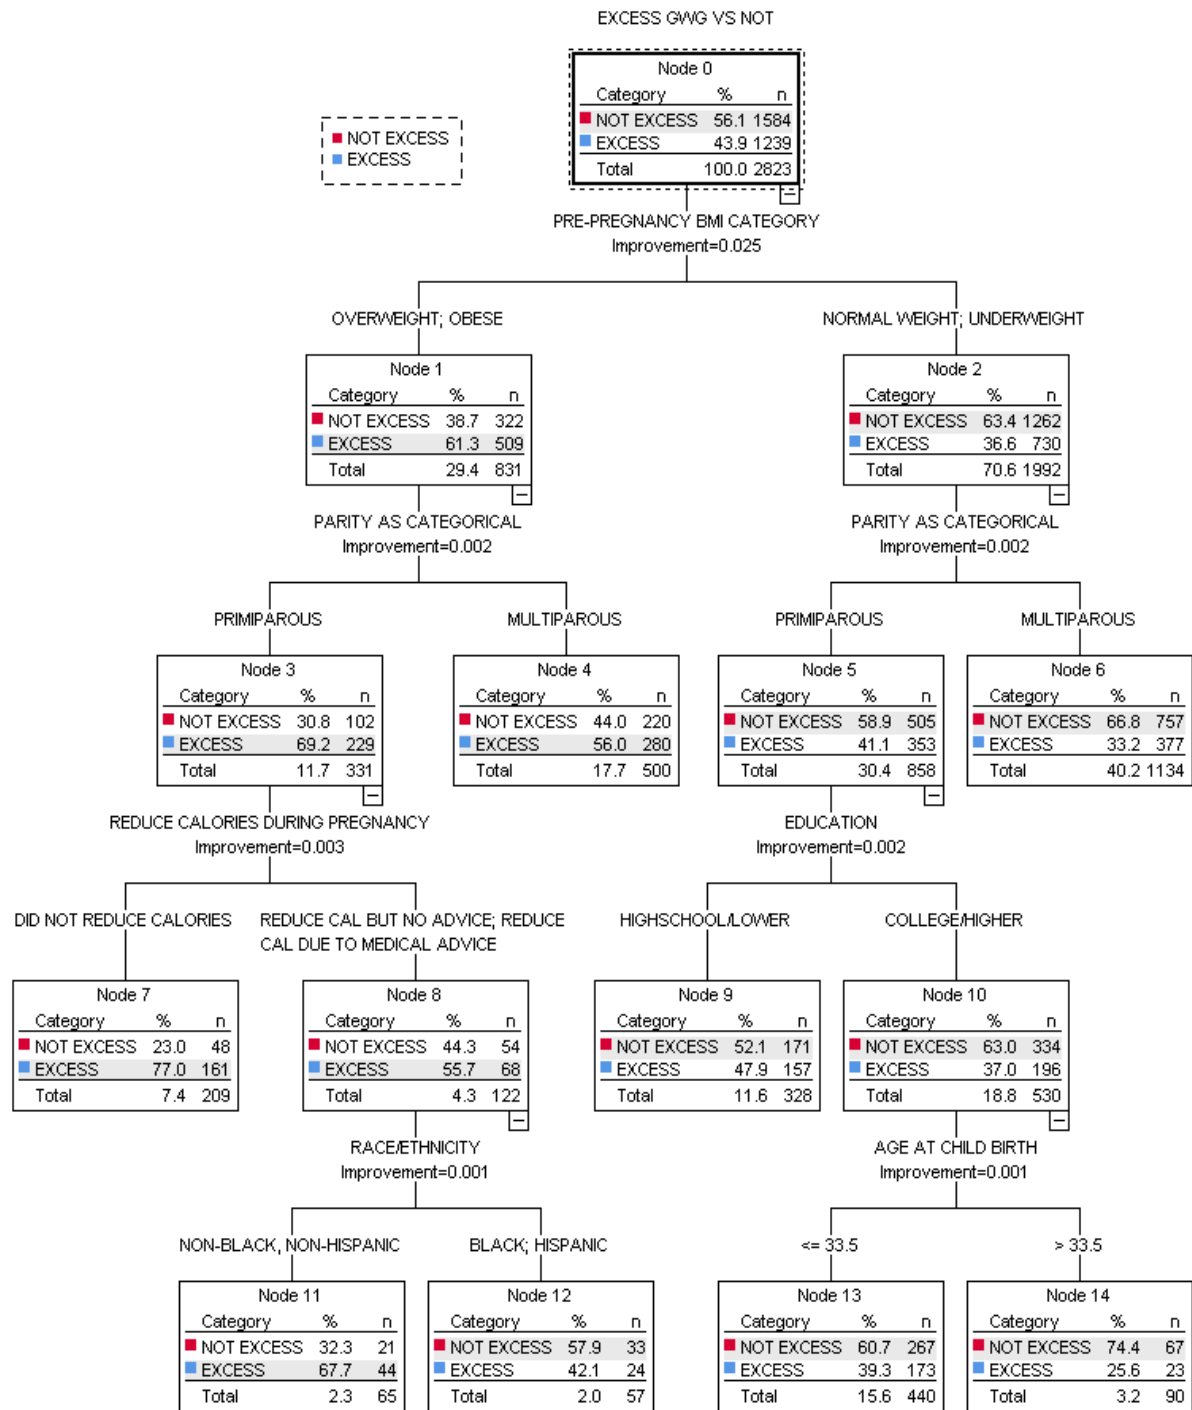 EXCESS GWG VS NOT
Node 0
Category % n
NOT EXCESS 56.1 1584
EXCESS 43.9 1239
Total 100.0 2823
NOT EXCESS
EXCESS
PRE-PREGNANCY BMI CATEGORY
Improvement=0.025
OVERWEIGHT; OBESE
NORMAL WEIGHT; UNDERWEIGHT
Node 1
Category % n
NOT EXCESS 38.7 322
EXCESS 61.3 509
Total 29.4 831
Node 2
Category % n
NOT EXCESS 63.4 1262
EXCESS 36.6 730
Total 70.6 1992
PARITY AS CATEGORICAL
Improvement=0.002
PARITY AS CATEGORICAL
Improvement=0.002
PRIMIPAROUS
MULTIPAROUS
PRIMIPAROUS
MULTIPAROUS
Node 3
Category % n
NOT EXCESS 30.8 102
EXCESS 69.2 229
Total 11.7 331
Node 4
Category % n
NOT EXCESS 44.0 220
EXCESS 56.0 280
Total 17.7 500
Node 5
Category % n
NOT EXCESS 58.9 505
EXCESS 41.1 353
Total 30.4 858
Node 6
Category % n
NOT EXCESS 66.8 757
EXCESS 33.2 377
Total 40.2 1134
REDUCE CALORIES DURING PREGNANCY
Improvement=0.003
EDUCATION
Improvement=0.002
DID NOT REDUCE CALORIES
REDUCE CAL BUT NO ADVICE; REDUCE
CAL DUE TO MEDICAL ADVICE
HIGHSCHOOL/LOWER
COLLEGE/HIGHER
Node 7
Category % n
NOT EXCESS 23.0 48
EXCESS 77.0 161
Total 7.4 209
Node 8
Category % n
NOT EXCESS 44.3 54
EXCESS 55.7 68
Total 4.3 122
Node 9
Category % n
NOT EXCESS 52.1 171
EXCESS 47.9 157
Total 11.6 328
Node 10
Category % n
NOT EXCESS 63.0 334
EXCESS 37.0 196
Total 18.8 530
RACE/ETHNICITY
Improvement=0.001
AGE AT CHILD BIRTH
Improvement=0.001
NON-BLACK, NON-HISPANIC
BLACK; HISPANIC
<= 33.5
> 33.5
Node 11
Category % n
NOT EXCESS 32.3 21
EXCESS 67.7 44
Total 2.3 65
Node 12
Category % n
NOT EXCESS 57.9 33
EXCESS 42.1 24
Total 2.0 57
Node 13
Category % n
NOT EXCESS 60.7 267
EXCESS 39.3 173
Total 15.6 440
Node 14
Category % n
NOT EXCESS 74.4 67
EXCESS 25.6 23
Total 3.2 90